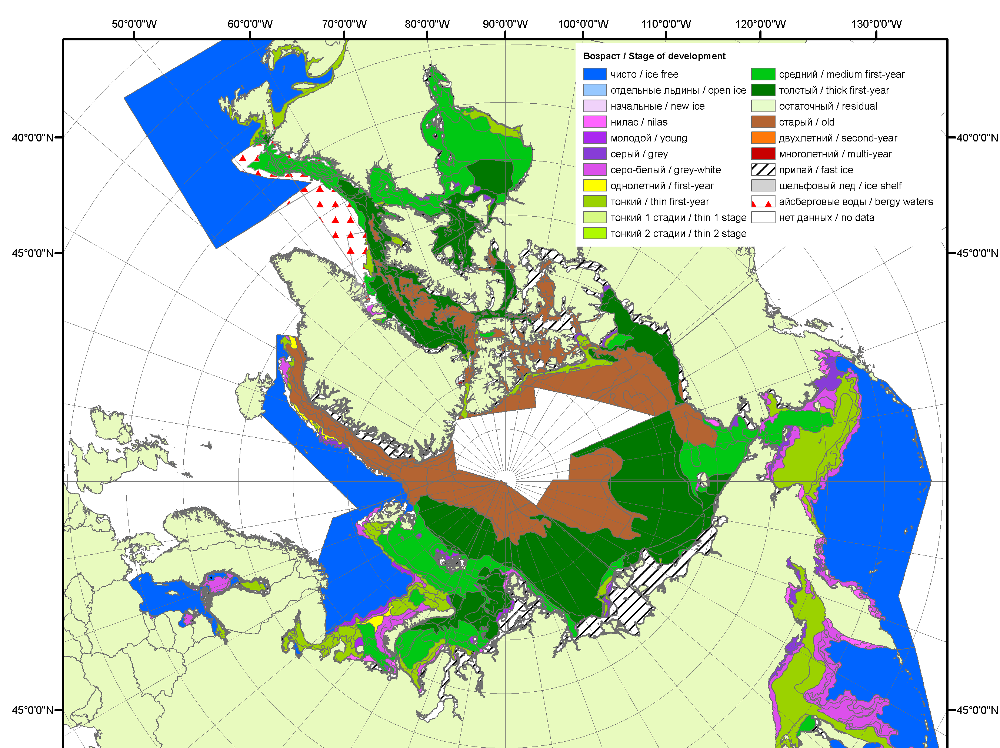 50°0'0"W 60°0'0"W 70°0'0"W 80°0'0"W 90°0'0"W 100°0'0"W 110°0'0"W 120°0'0"W 130°0'0"W
Возраст / Stage of development
чисто / ice free
отдельные льдины / open ice
начальные / new ice
нилас / nilas
молодой / young
серый / grey
серо-белый / grey-white
однолетний / first-year
тонкий / thin first-year
тонкий 1 стадии / thin 1 stage
тонкий 2 стадии / thin 2 stage
средний / medium first-year
толстый / thick first-year
остаточный / residual
старый / old
двухлетний / second-year
многолетний / multi-year
припай / fast ice
шельфовый лед / ice shelf
айсберговые воды / bergy waters
нет данных / no data
40°0'0"N 40°0'0"N
45°0'0"N 45°0'0"N
45°0'0"N 45°0'0"N